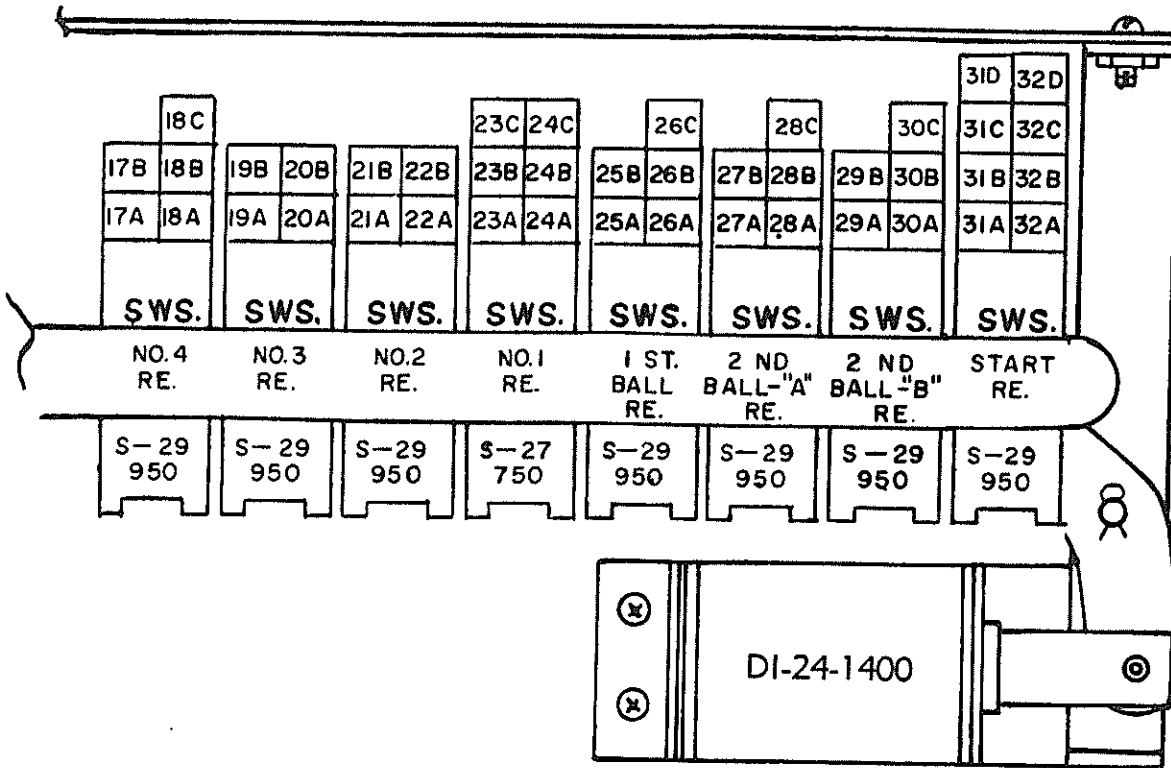 31D 32D
18C 23C 24C 26C 28C 30C 31C 32C
17B 18B 19B 20B 21B 22B 23B 24B 25B 26B 27B 28B 29B 30B 31B 32B
17A 18A 19A 20A 21A 22A 23A 24A 25A 26A 27A 28A 29A 30A 31A 32A
SWS. SWS. SWS. SWS. SWS. SWS. SWS. SWS.
NO.4
RE.
NO.3
RE.
NO.2
RE.
NO.1
RE.
1 ST.
BALL
RE.
2 ND
BALL-"A"
RE.
2 ND
BALL-"B"
RE.
START
RE.
S-29
950
S-29
950
S-29
950
S-27
750
S-29
950
S-29
950
S-29
950
S-29
950
DI-24-1400